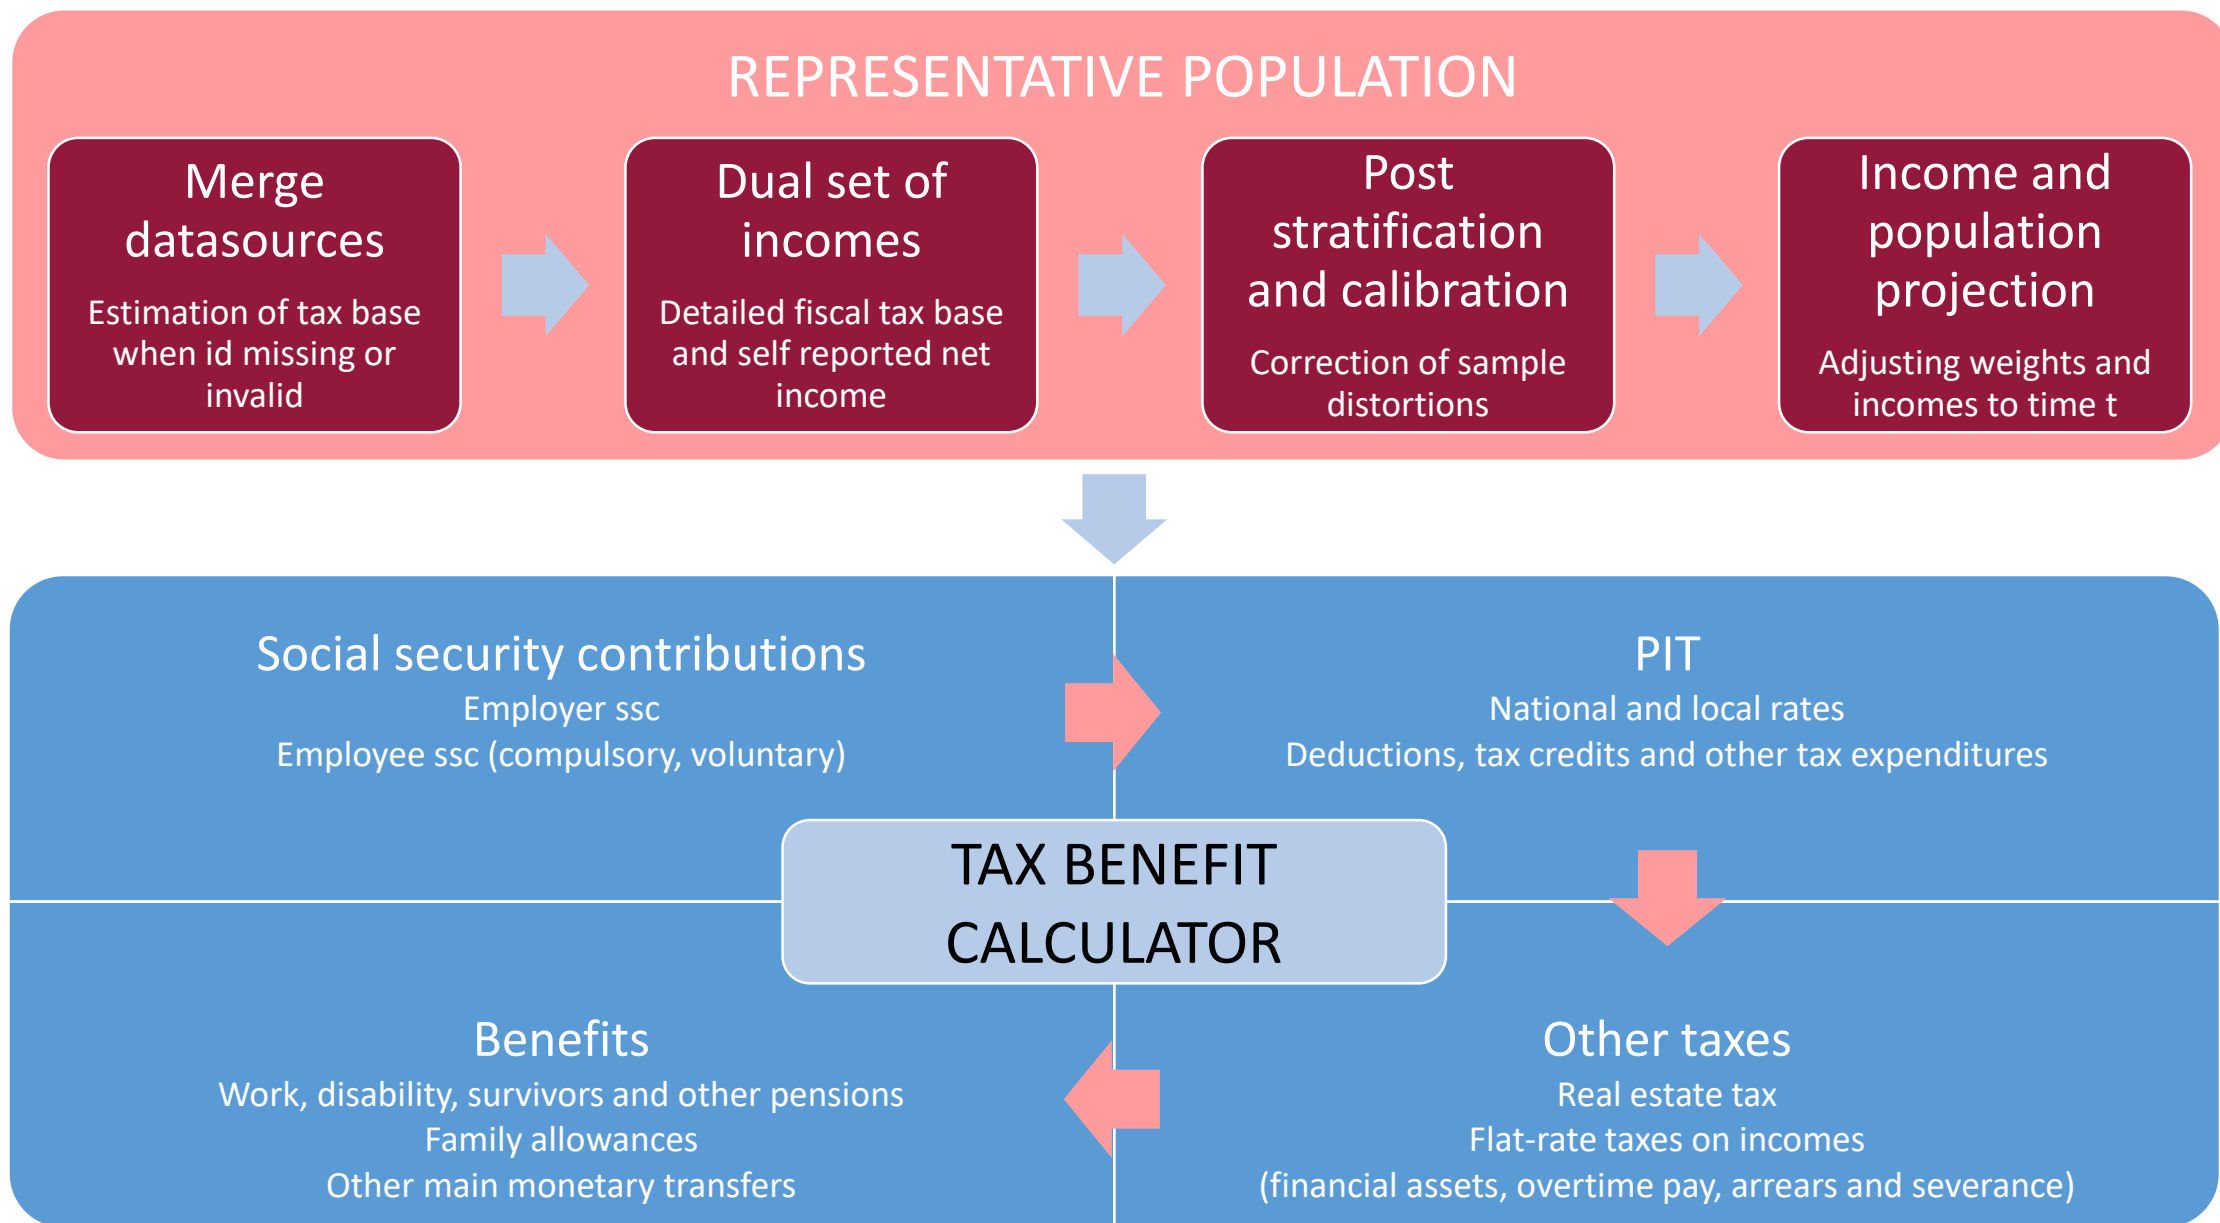 REPRESENTATIVE POPULATION
Merge
datasources
Estimation of tax base
when id missing or
invalid
Dual set of
incomes
Detailed fiscal tax base
and self reported net
income
Post
stratification
and calibration
Correction of sample
distortions
Income and
population
projection
Adjusting weights and
incomes to time t
Social security contributions
Employer ssc
Employee ssc (compulsory, voluntary)
PIT
National and local rates
Deductions, tax credits and other tax expenditures
TAX BENEFIT
CALCULATOR
Benefits
Work, disability, survivors and other pensions
Family allowances
Other main monetary transfers
Other taxes
Real estate tax
Flat-rate taxes on incomes
(financial assets, overtime pay, arrears and severance)